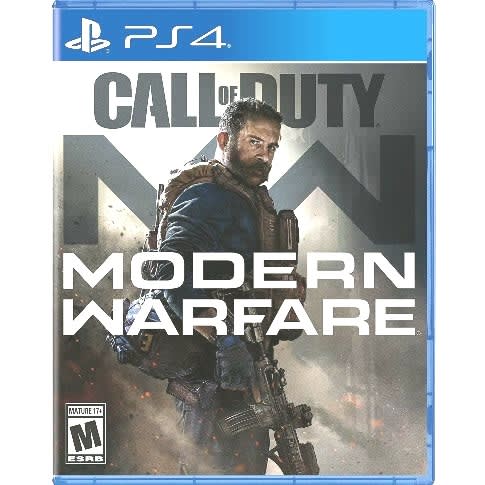 PS4
CALL OF DUTY
MODERN
WARFARE
MATURE 17+
M
ESRB